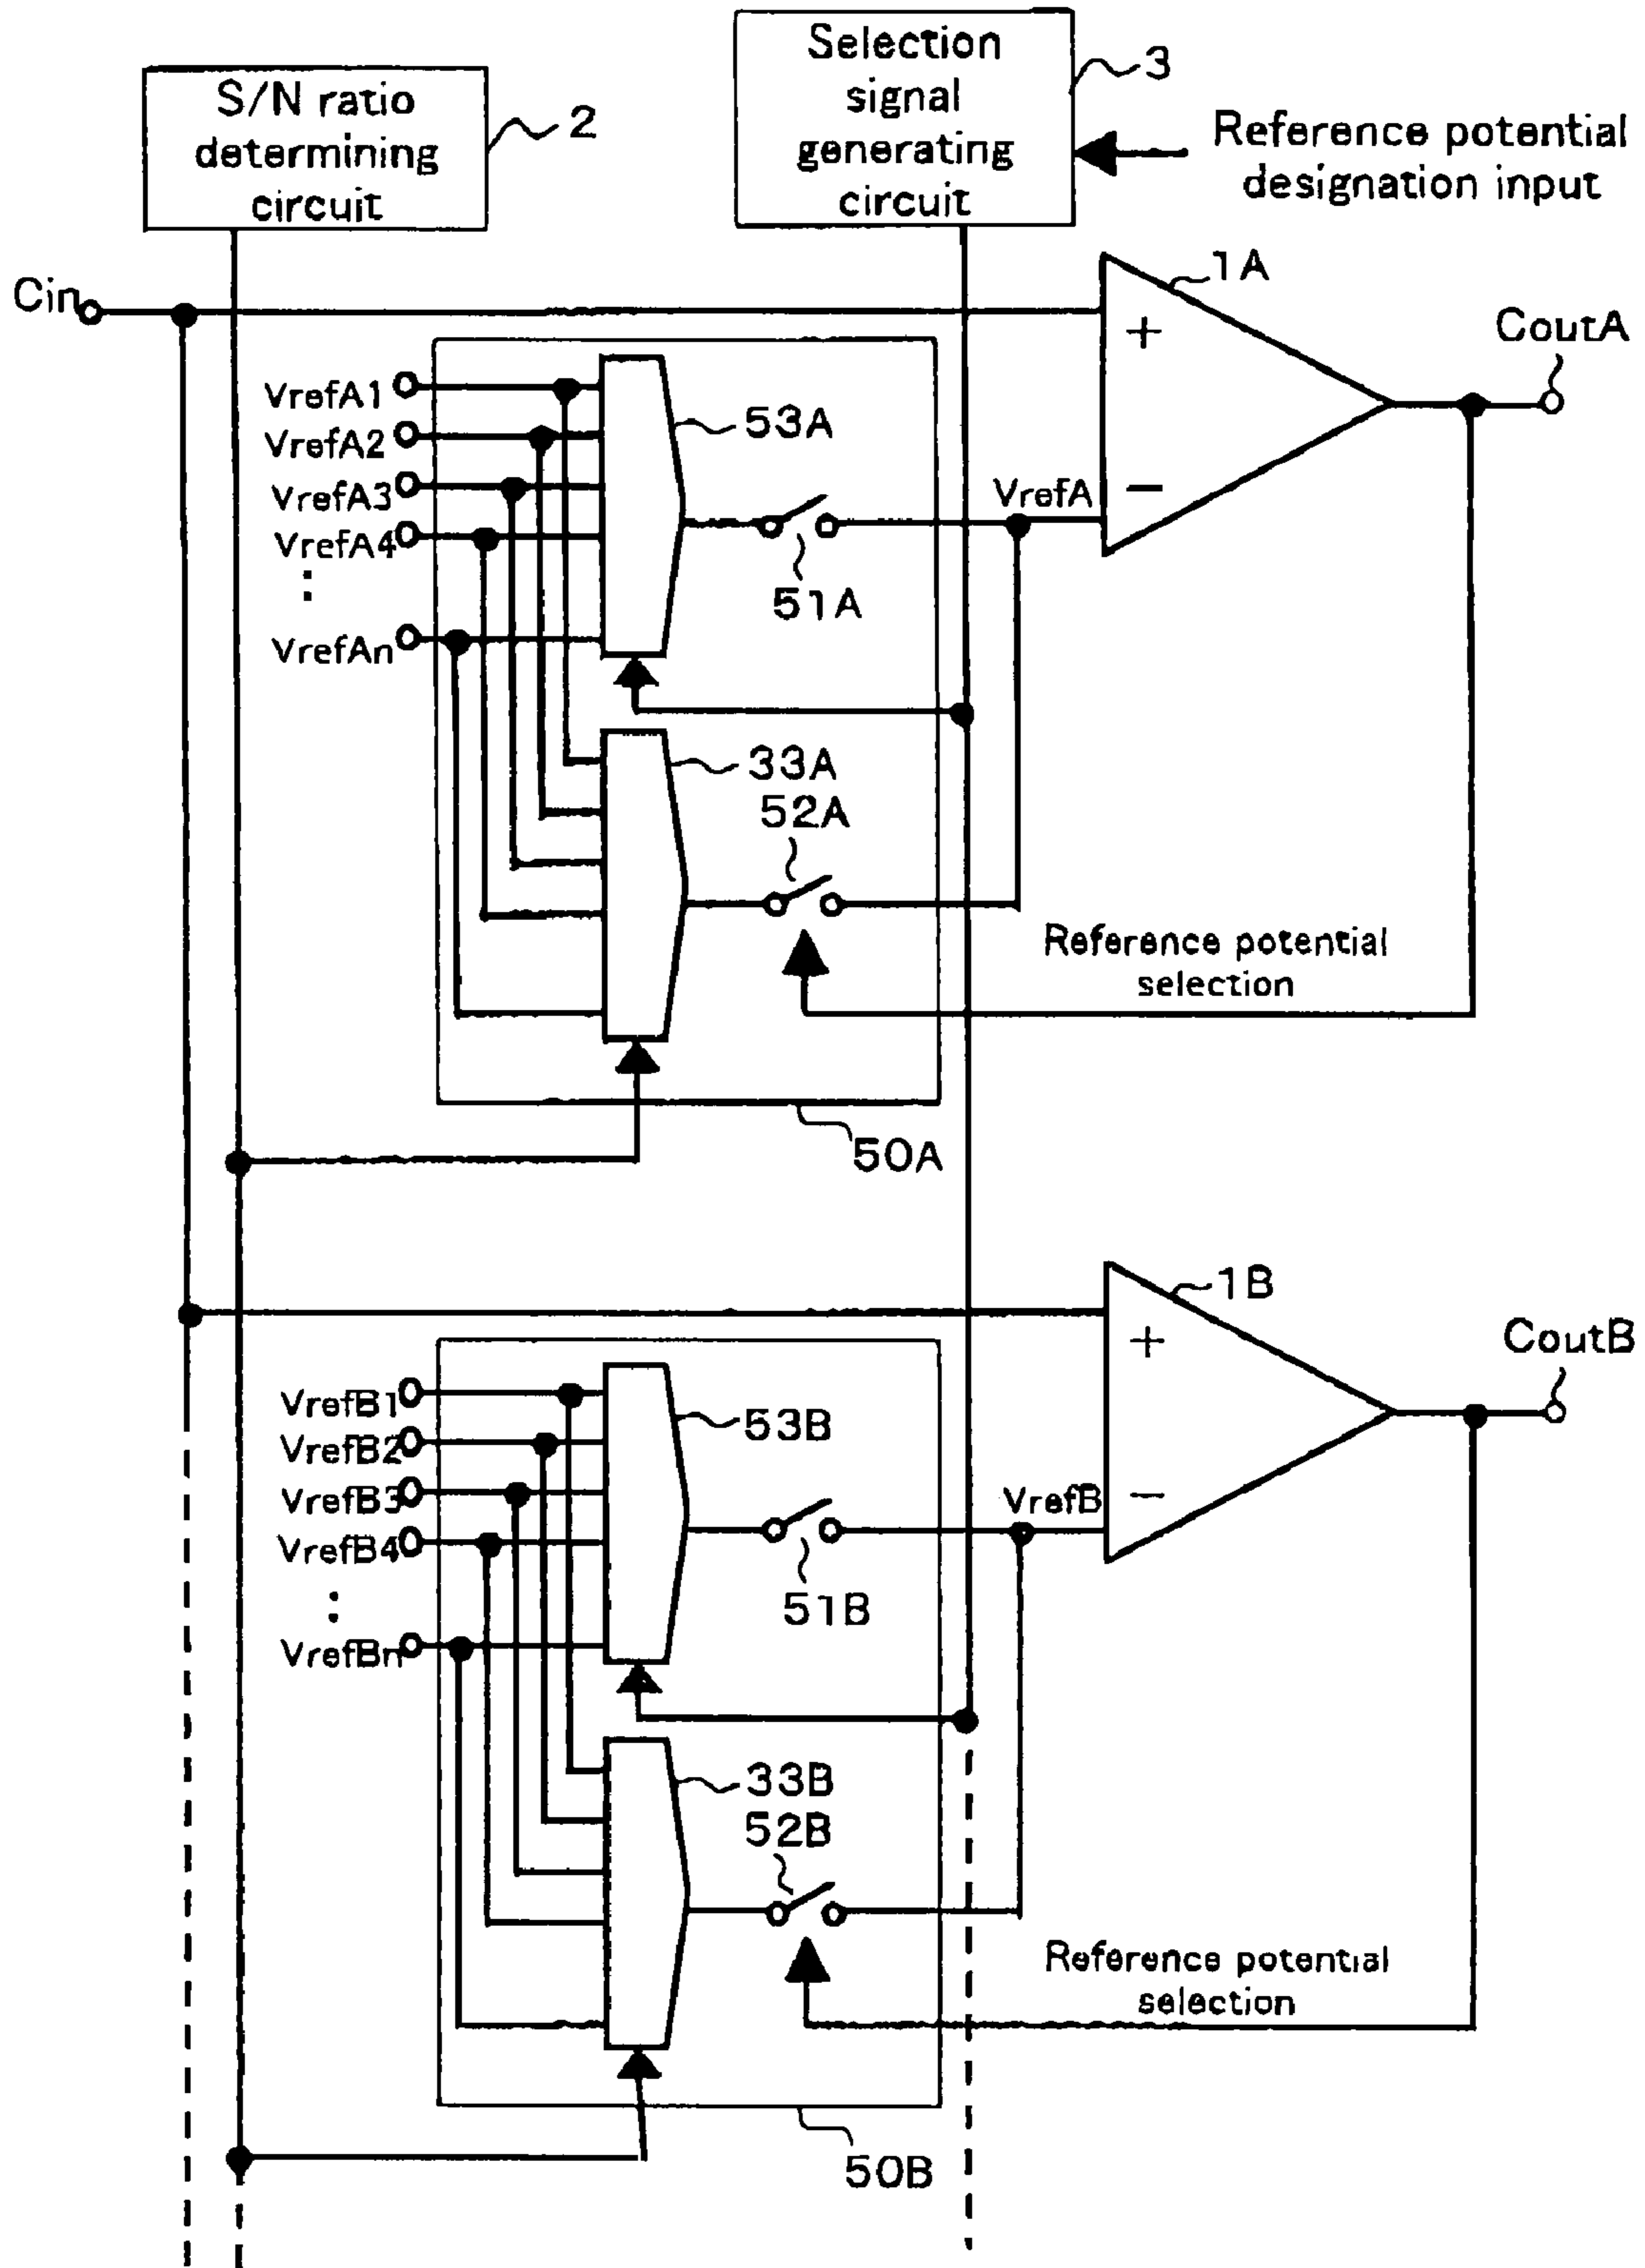 S/N ratio
determining
circuit
2
Selection
signal
generating
circuit
3
Reference potential
designation input
Cin
1A
+
−
CoutA
VrefA1
VrefA2
VrefA3
VrefA4
:
VrefAn
53A
51A
VrefA
33A
52A
Reference potential
selection
50A
1B
+
−
CoutB
VrefB1
VrefB2
VrefB3
VrefB4
:
VrefBn
53B
51B
VrefB
33B
52B
Reference potential
selection
50B